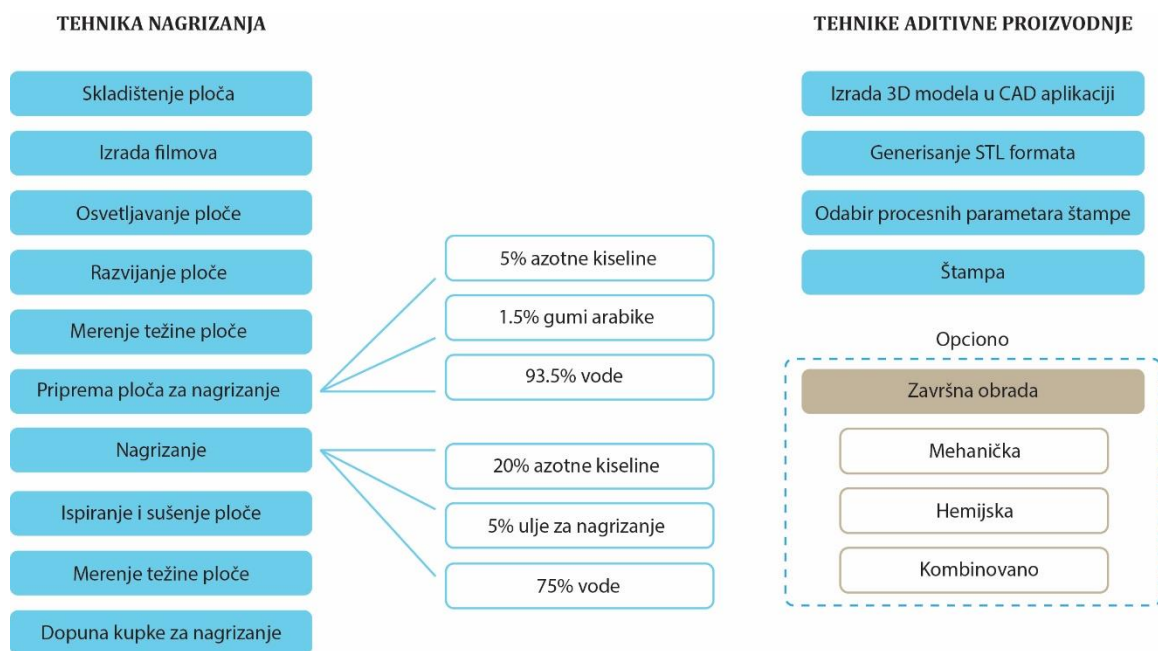 TEHNIKA NAGRIZANJA
Skladištenje ploča
Izrada filmova
Osvetljavanje ploče
Razvijanje ploče
Merenje težine ploče
Priprema ploča za nagrizanje
Nagrizanje
Ispiranje i sušenje ploče
Merenje težine ploče
Dopuna kupke za nagrizanje
5% azotne kiseline
1.5% gumi arabike
93.5% vode
20% azotne kiseline
5% ulje za nagrizanje
75% vode
TEHNIKE ADITIVNE PROIZVODNJE
Izrada 3D modela u CAD aplikaciji
Generisanje STL formata
Odabir procesnih parametara štampe
Štampa
Opciono
Završna obrada
Mehanička
Hemijska
Kombinovano